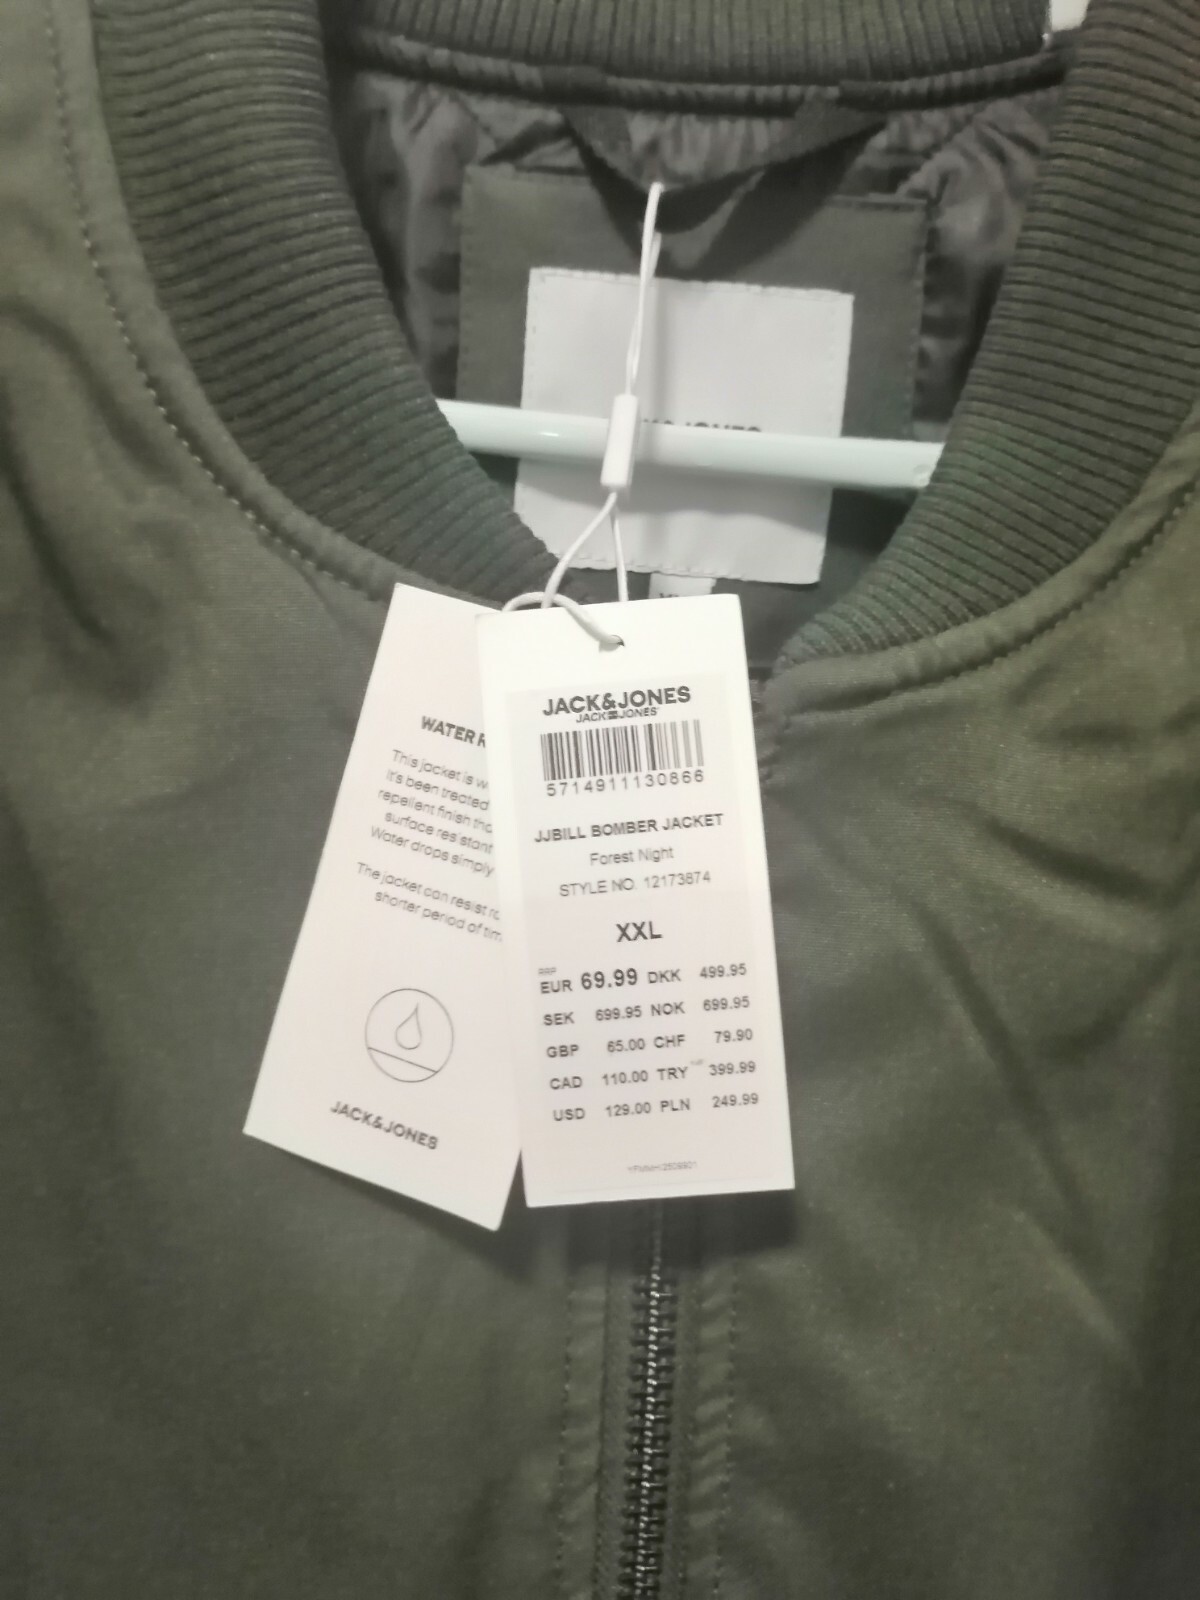 JONES
WATER
This jacket is
It's been treated
repellent finish
surface resistant
Water drops simply
The jacket can resist
shorter period of
JACK&JONES
JACK&JONES
JACK JONES
5714911130866
JJBILL BOMBER JACKET
Forest Night
STYLE NO. 12173874
XXL
RRP
EUR 69.99 DKK 499.95
SEK 699.95 NOK 699.95
GBP 65.00 CHF 79.90
CAD 110.00 TRY 399.99
USD 129.00 PLN 249.99